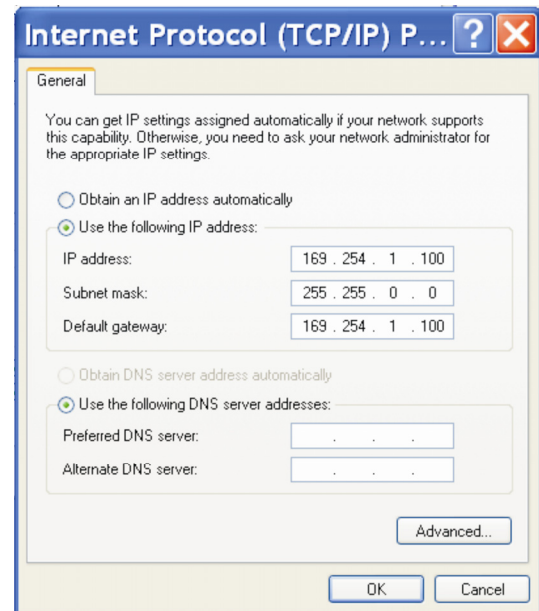 Internet Protocol (TCP/IP) P...
General
You can get IP settings assigned automatically if your network supports
this capability. Otherwise, you need to ask your network administrator for
the appropriate IP settings.
Obtain an IP address automatically
Use the following IP address:
IP address: 169 . 254 . 1 . 100
Subnet mask: 255 . 255 . 0 . 0
Default gateway: 169 . 254 . 1 . 100
Obtain DNS server address automatically
Use the following DNS server addresses:
Preferred DNS server: . . .
Alternate DNS server: . . .
Advanced...
OK Cancel